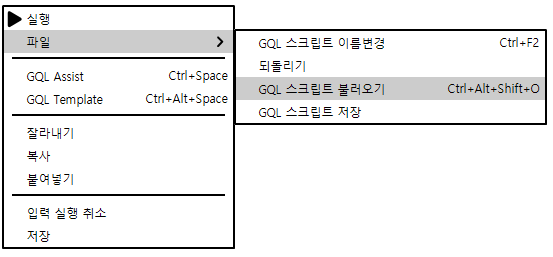 실행
파일
GQL Assist Ctrl+Space
GQL Template Ctrl+Alt+Space
잘라내기
복사
붙여넣기
입력 실행 취소
저장
GQL 스크립트 이름변경 Ctrl+F2
되돌리기
GQL 스크립트 불러오기 Ctrl+Alt+Shift+O
GQL 스크립트 저장